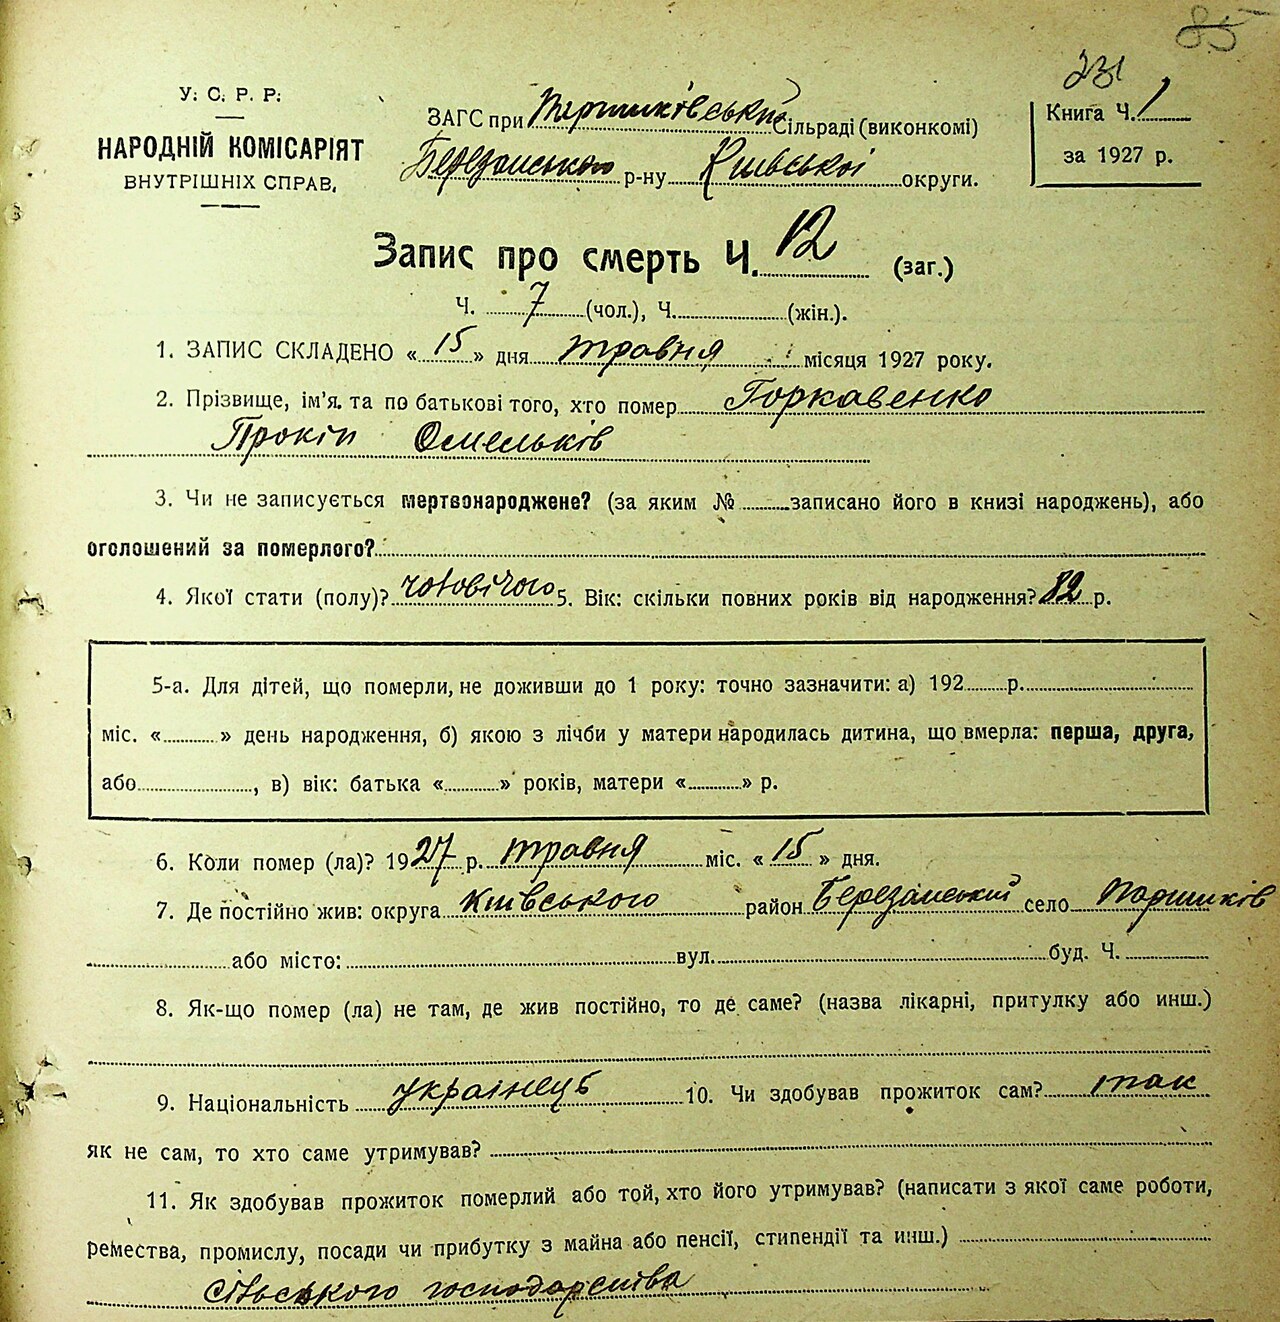 85
231
У. С. Р. Р.
НАРОДНІЙ КОМІСАРІЯТ
ВНУТРІШНІХ СПРАВ.
ЗАГС при Першиківський Сільраді (виконкомі)
Березанського р-ну Київської округи.
Книга Ч. 1
за 1927 р.
Запис про смерть Ч. 12 (заг.)
Ч. 7 (чол.), Ч. (жін.).
1. ЗАПИС СКЛАДЕНО « 15 » дня травня місяця 1927 року.
2. Прізвище, ім'я та по батькові того, хто помер Горкавенко
Прокіп Омельків
3. Чи не записується мертвонароджене? (за яким № записано його в книзі народжень), або
оголошений за померлого?
4. Якої стати (полу)? чоловічого 5. Вік: скільки повних років від народження? 82 р.
5-а. Для дітей, що померли, не доживши до 1 року: точно зазначити: а) 192 р.
міс. « » день народження, б) якою з лічби у матери народилась дитина, що вмерла: перша, друга,
або , в) вік: батька « » років, матери « » р.
6. Коли помер (ла)? 1927 р. травня міс. « 15 » дня.
7. Де постійно жив: округа Київського район Березанський село
або місто: вул. буд. Ч.
8. Як-що помер (ла) не там, де жив постійно, то де саме? (назва лікарні, притулку або инш.)
9. Національність українець 10. Чи здобував прожиток сам? так
як не сам, то хто саме утримував?
11. Як здобував прожиток померлий або той, хто його утримував? (написати з якої саме роботи,
ремества, промислу, посади чи прибутку з майна або пенсії, стипендії та инш.)
сільського господарства